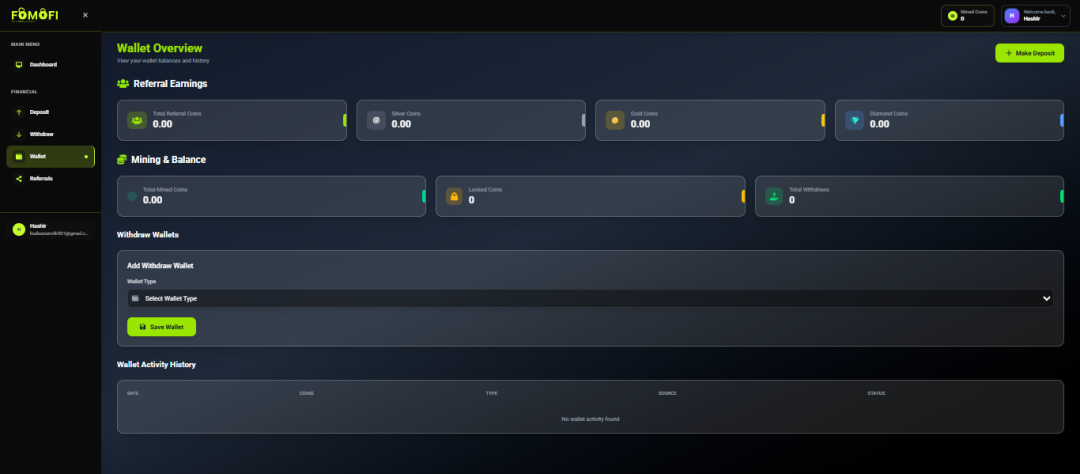 FOMOFI
×
Mined Coins
0
H
Welcome back,
Hashir
MAIN MENU
Dashboard
FINANCIAL
Deposit
Withdraw
Wallet
Referrals
H
Hashir
Wallet Overview
View your wallet balances and history
+ Make Deposit
Referral Earnings
Total Referral Coins
0.00
Silver Coins
0.00
Gold Coins
0.00
Diamond Coins
0.00
Mining & Balance
Total Mined Coins
0.00
Locked Coins
0
Total Withdraws
0
Withdraw Wallets
Add Withdraw Wallet
Wallet Type
Select Wallet Type
Save Wallet
Wallet Activity History
DATE COINS TYPE SOURCE STATUS
No wallet activity found